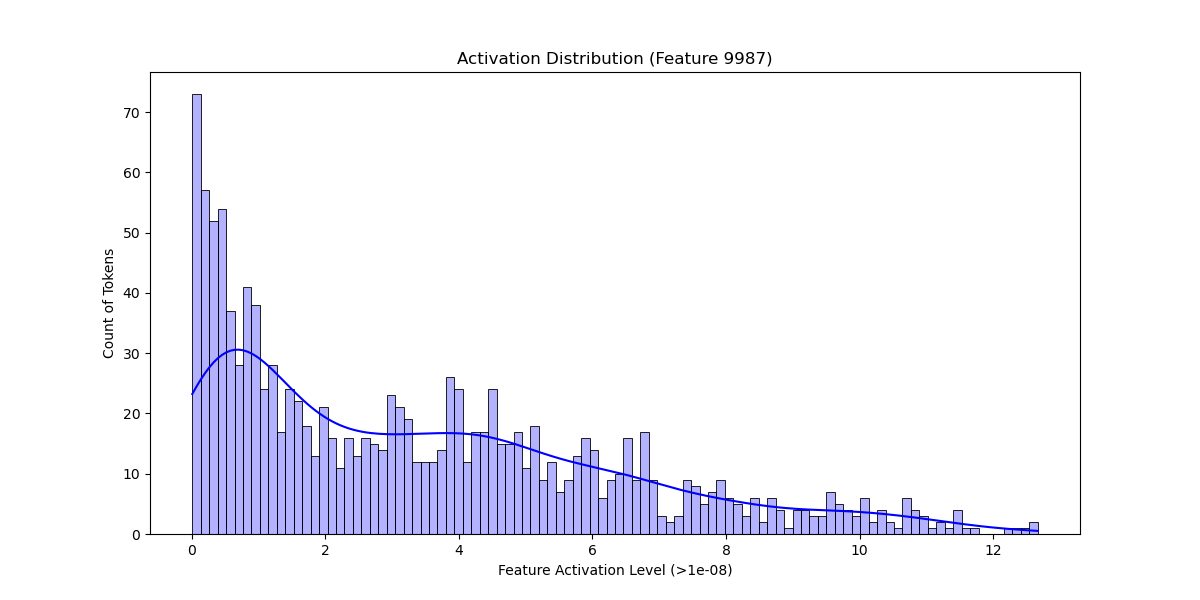 Activation Distribution (Feature 9987)
70
60
50
40
30
20
10
0
Count of Tokens
0 2 4 6 8 10 12
Feature Activation Level (>1e-08)